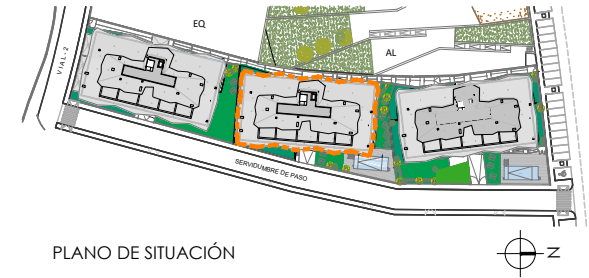 EQ
AL
VIAL-2
SERVIDUMBRE DE PASO
PLANO DE SITUACIÓN
N